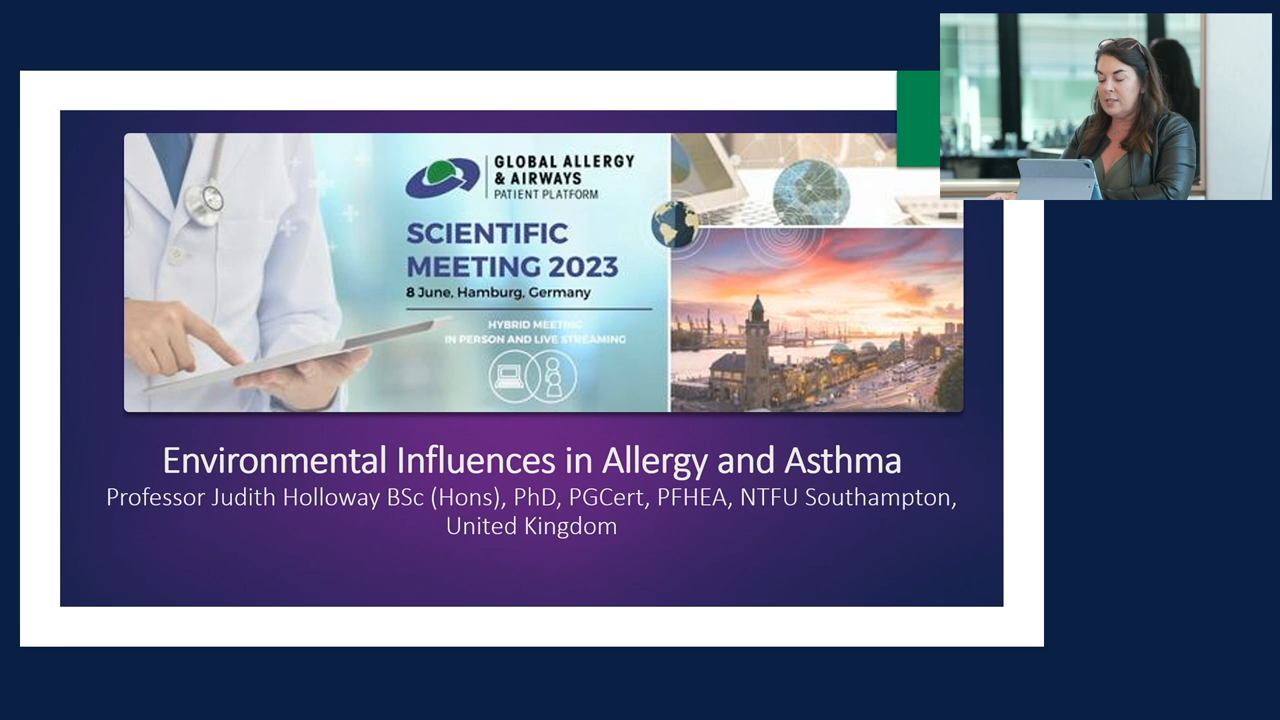 GLOBAL ALLERGY
& AIRWAYS
PATIENT PLATFORM
SCIENTIFIC
MEETING 2023
8 June, Hamburg, Germany
HYBRID MEETING
IN PERSON AND LIVE STREAMING
Environmental Influences in Allergy and Asthma
Professor Judith Holloway BSc (Hons), PhD, PGCert, PFHEA, NTFU Southampton,
United Kingdom